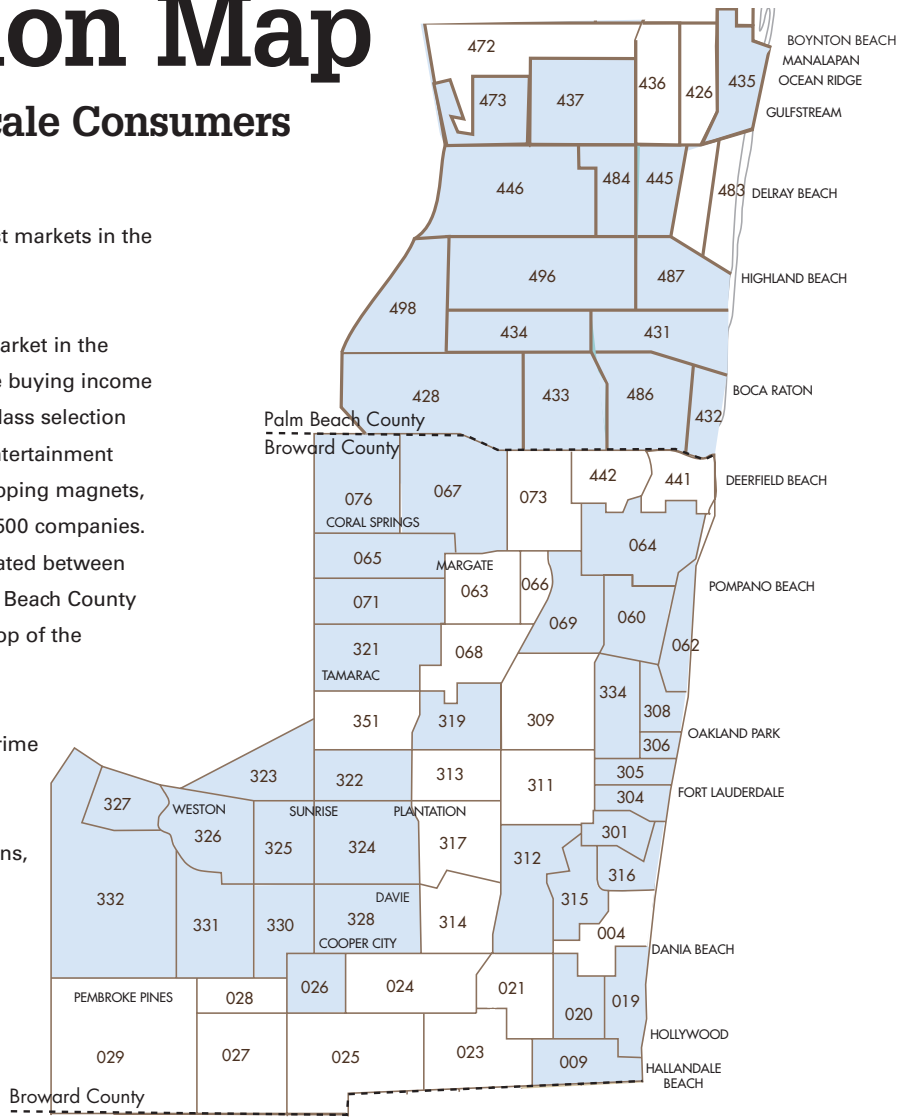 ion Map
cale Consumers
st markets in the
arket in the
e buying income
lass selection
ntertainment
pping magnets,
500 companies.
ated between
Beach County
op of the
rime
ns,
BOYNTON BEACH
MANALAPAN
OCEAN RIDGE
GULFSTREAM
472
473
437
436
426
435
446
484
445
483
DELRAY BEACH
498
496
487
HIGHLAND BEACH
434
431
428
433
486
432
BOCA RATON
Palm Beach County
Broward County
076
067
073
442
441
DEERFIELD BEACH
CORAL SPRINGS
065
064
MARGATE
071
063
066
069
060
POMPANO BEACH
062
321
TAMARAC
068
334
308
351
319
309
306
OAKLAND PARK
323
322
313
311
305
304
FORT LAUDERDALE
327
WESTON
SUNRISE
PLANTATION
326
325
324
317
312
301
316
332
331
330
DAVIE
328
COOPER CITY
314
315
004
DANIA BEACH
PEMBROKE PINES
028
026
024
021
020
019
HOLLYWOOD
029
027
025
023
009
HALLANDALE
BEACH
Broward County